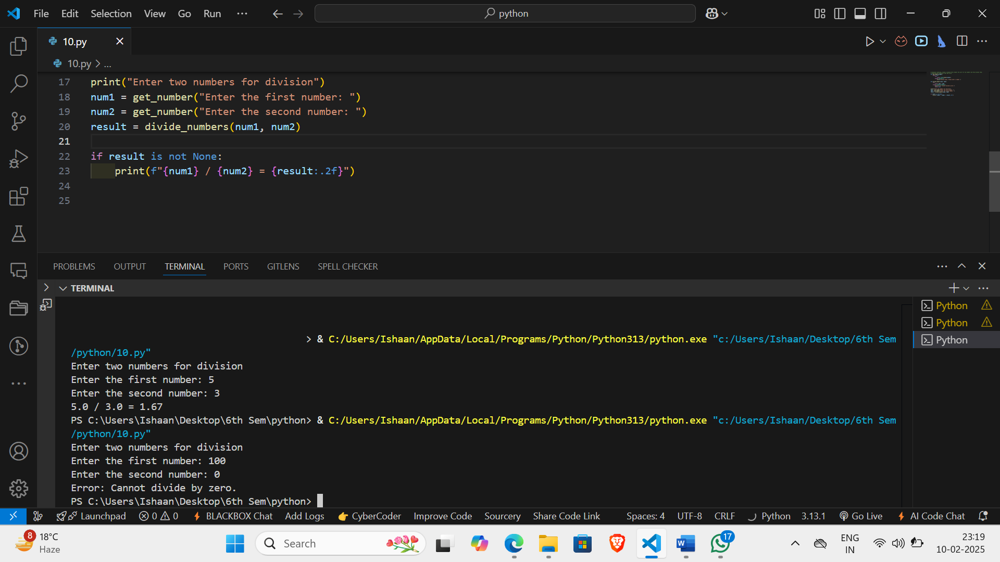 File Edit Selection View Go Run
python
10.py
10.py > ...
17 print("Enter two numbers for division")
18 num1 = get_number("Enter the first number: ")
19 num2 = get_number("Enter the second number: ")
20 result = divide_numbers(num1, num2)
21
22 if result is not None:
23     print(f"{num1} / {num2} = {result:.2f}")
24
25
PROBLEMS OUTPUT TERMINAL PORTS GITLENS SPELL CHECKER
TERMINAL
Python
Python
Python
> & C:/Users/Ishaan/AppData/Local/Programs/Python/Python313/python.exe "c:/Users/Ishaan/Desktop/6th Sem
/python/10.py"
Enter two numbers for division
Enter the first number: 5
Enter the second number: 3
5.0 / 3.0 = 1.67
PS C:\Users\Ishaan\Desktop\6th Sem\python> & C:/Users/Ishaan/AppData/Local/Programs/Python/Python313/python.exe "c:/Users/Ishaan/Desktop/6th Sem
/python/10.py"
Enter two numbers for division
Enter the first number: 100
Enter the second number: 0
Error: Cannot divide by zero.
PS C:\Users\Ishaan\Desktop\6th Sem\python>
Launchpad 0 0 BLACKBOX Chat Add Logs CyberCoder Improve Code Sourcery Share Code Link Spaces: 4 UTF-8 CRLF Python 3.13.1 Go Live AI Code Chat
8 18°C
Haze
Search
17
ENG
IN
23:19
10-02-2025